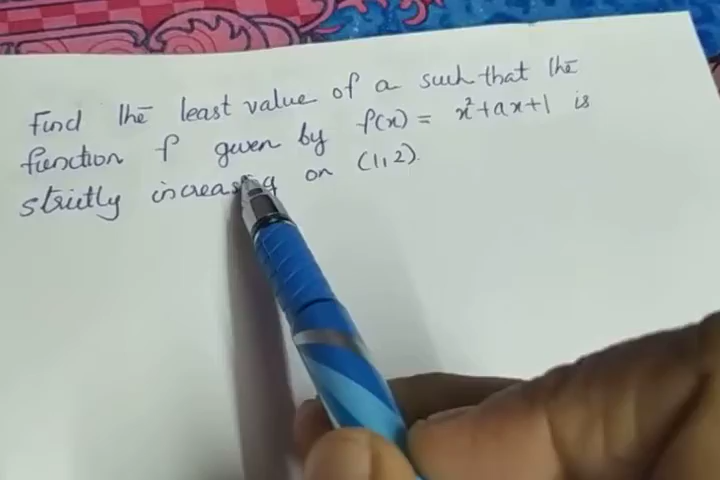 Find the least value of a such that the
function f given by f(x) = x²+ax+1 is
strictly increasing on (1,2).